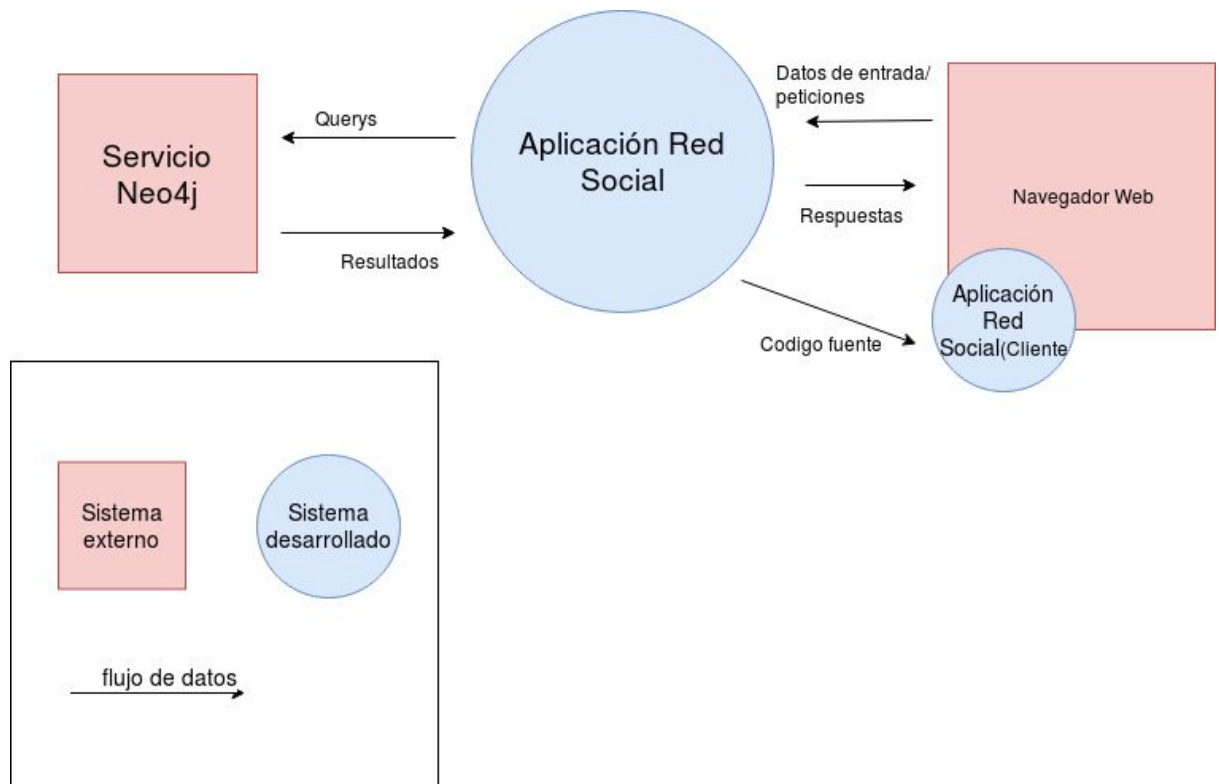 Servicio
Neo4j
Querys
Resultados
Aplicación Red
Social
Datos de entrada/
peticiones
Respuestas
Codigo fuente
Navegador Web
Aplicación
Red
Social(Cliente
Sistema
externo
Sistema
desarrollado
flujo de datos